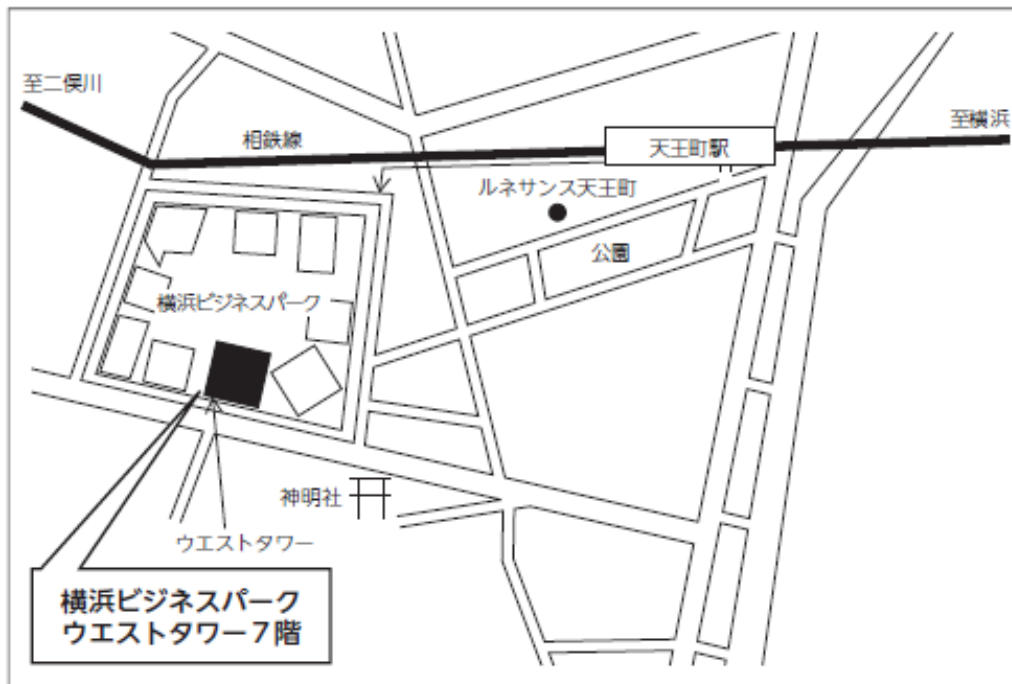 至二俣川
相鉄線
天王町駅
至横浜
ルネサンス天王町
公園
横浜ビジネスパーク
神明社
ウエストタワー
横浜ビジネスパーク
ウエストタワー7階